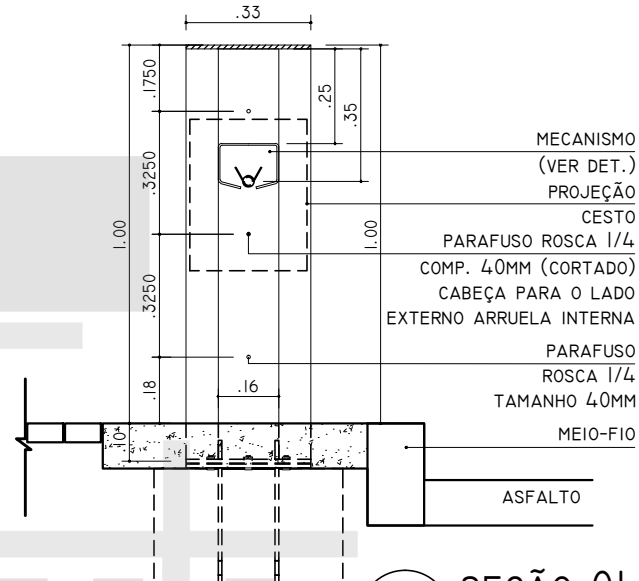 .33
.1750
.25
.35
MECANISMO
(VER DET.)
PROJEÇÃO
CESTO
.3250
1.00
1.00
PARAFUSO ROSCA 1/4
COMP. 40MM (CORTADO)
CABEÇA PARA O LADO
EXTERNO ARRUELA INTERNA
.3250
PARAFUSO
ROSCA 1/4
TAMANHO 40MM
.18
.16
MEIO-FIO
.10
ASFALTO
SEÇÃO 01